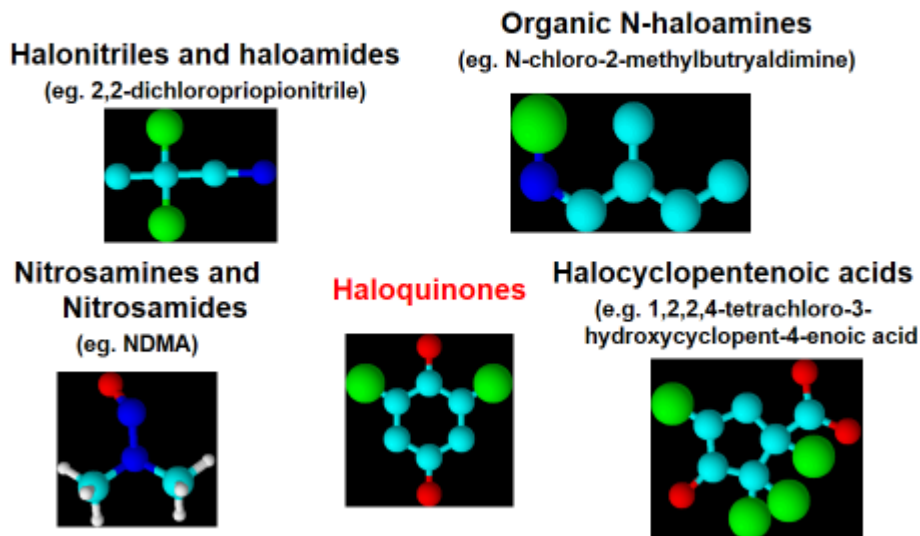 Halonitriles and haloamides
(eg. 2,2-dichloropriopionitrile)
Organic N-haloamines
(eg. N-chloro-2-methylbutryaldimine)
Nitrosamines and
Nitrosamides
(eg. NDMA)
Haloquinones
Halocyclopentenoic acids
(e.g. 1,2,2,4-tetrachloro-3-
hydroxycyclopent-4-enoic acid